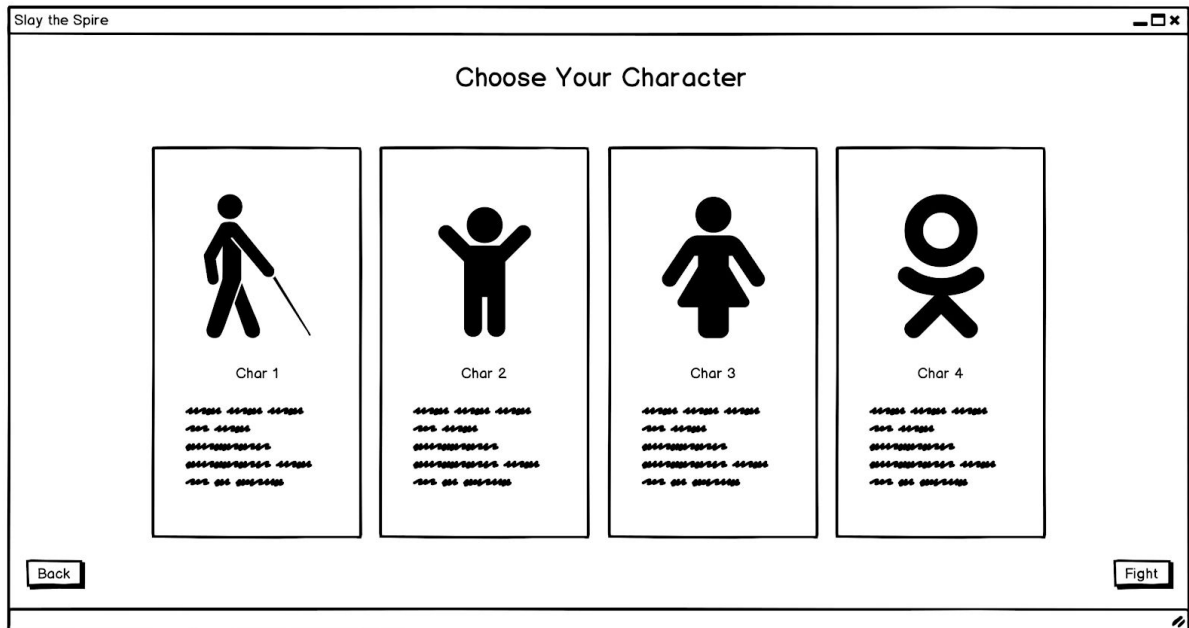 Slay the Spire
Choose Your Character
Char 1
Char 2
Char 3
Char 4
Back
Fight